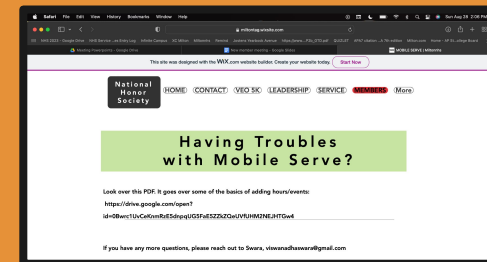 Safari File Edit View History Bookmarks Window Help
Sun Aug 28 2:08 PM
miltonstag.wixsite.com
Meeting Powerpoints - Google Drive
New member meeting - Google Slides
MOBILE SERVE | Miltonnhs
This site was designed with the WIX.com website builder. Create your website today. Start Now
National
Honor
Society
HOME CONTACT VEO SK LEADERSHIP SERVICE MEMBERS More
Having Troubles
with Mobile Serve?
Look over this PDF. It goes over some of the basics of adding hours/events:
https://drive.google.com/open?
If you have any more questions, please reach out to Swara, viswanadhaswara@gmail.com